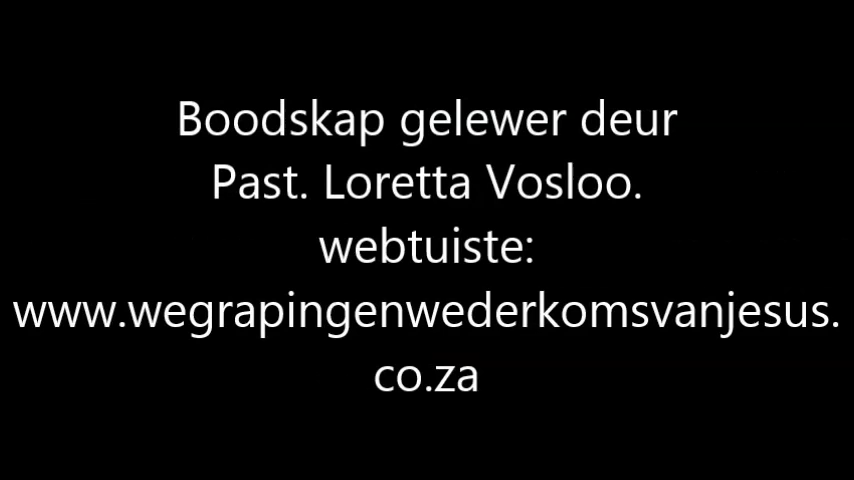 Boodskap gelewer deur
Past. Loretta Vosloo.
webtuiste:
www.wegrapingenwederkomsvanjesus.
co.za